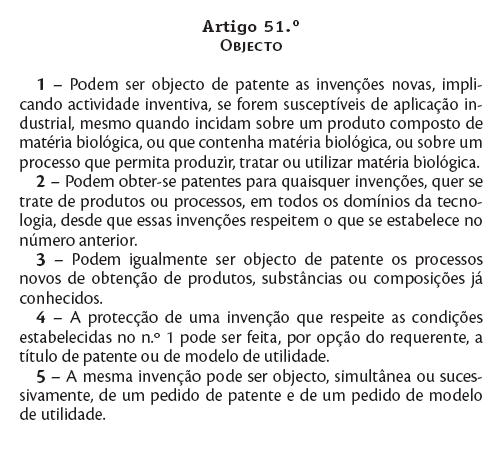 Artigo 51.º
OBJECTO
1 – Podem ser objecto de patente as invenções novas, impli-
cando actividade inventiva, se forem susceptíveis de aplicação in-
dustrial, mesmo quando incidam sobre um produto composto de
matéria biológica, ou que contenha matéria biológica, ou sobre um
processo que permita produzir, tratar ou utilizar matéria biológica.
2 – Podem obter-se patentes para quaisquer invenções, quer se
trate de produtos ou processos, em todos os domínios da tecno-
logia, desde que essas invenções respeitem o que se estabelece no
número anterior.
3 – Podem igualmente ser objecto de patente os processos
novos de obtenção de produtos, substâncias ou composições já
conhecidos.
4 – A protecção de uma invenção que respeite as condições
estabelecidas no n.º 1 pode ser feita, por opção do requerente, a
título de patente ou de modelo de utilidade.
5 – A mesma invenção pode ser objecto, simultânea ou suces-
sivamente, de um pedido de patente e de um pedido de modelo
de utilidade.